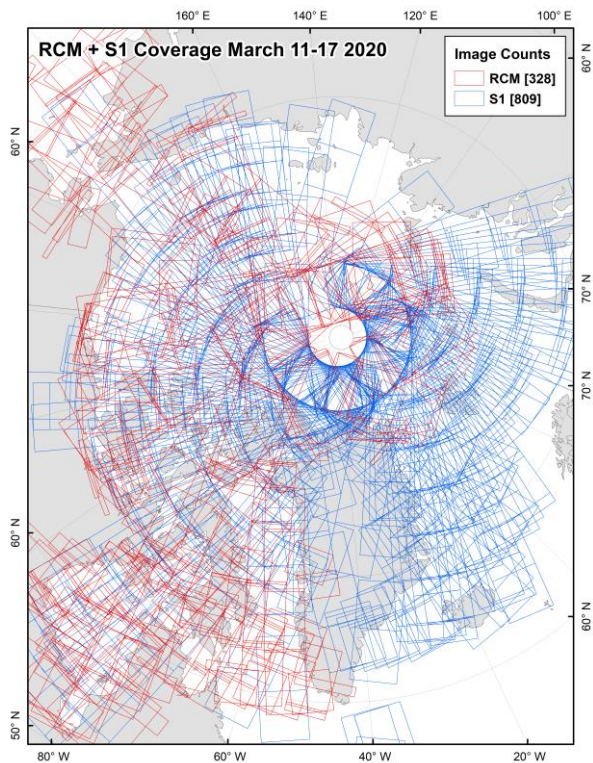 160° E 140° E 120° E 100° E
RCM + S1 Coverage March 11-17 2020
Image Counts
RCM [328]
S1 [809]
60° N
60° N
70° N
70° N
60° N
60° N
50° N
80° W 60° W 40° W 20° W